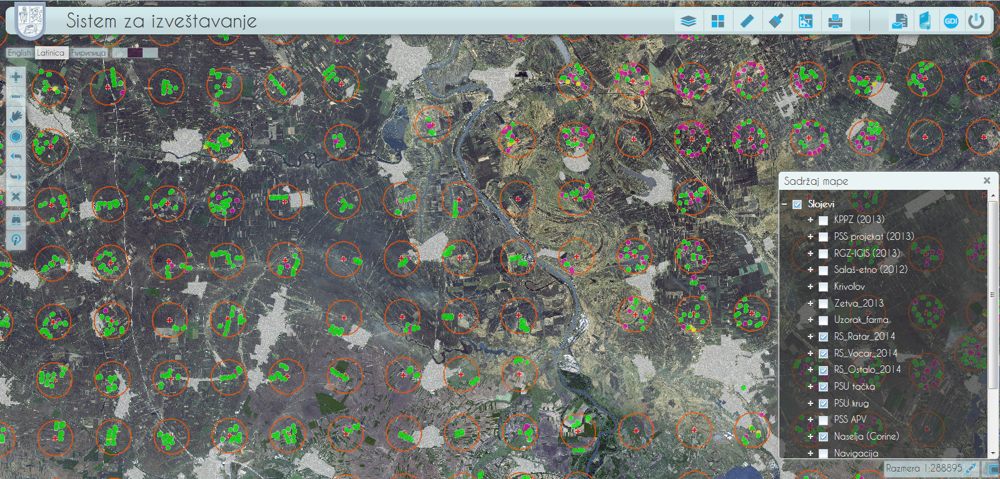 Sistem za izveštavanje
GDi
English Latinica Ћирилица
Sadržaj mape
Slojevi
KPPZ (2013)
PSS projekat (2013)
RGZ-IGIS (2013)
Salaš-etno (2012)
Krivolov
Zetva_2013
Uzorak_farma
RS_Ratar_2014
RS_Vocar_2014
RS_Ostalo_2014
PSU tačka
PSU krug
PSS APV
Naselja (Corine)
Navigacija
Razmera 1:288895